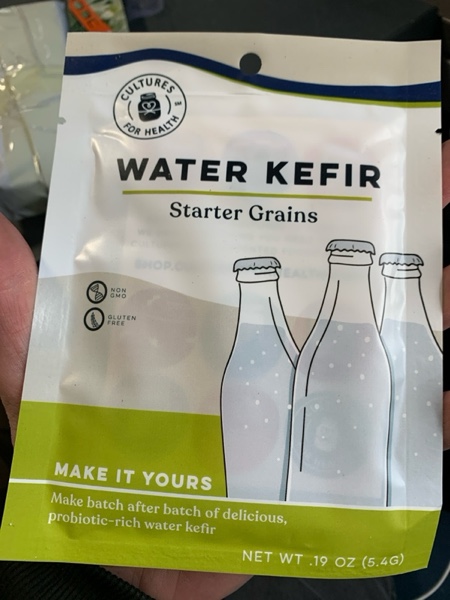 CULTURES
FOR HEALTH
WATER KEFIR
Starter Grains
NON
GMO
GLUTEN
FREE
MAKE IT YOURS
Make batch after batch of delicious,
probiotic-rich water kefir
NET WT .19 OZ (5.4G)